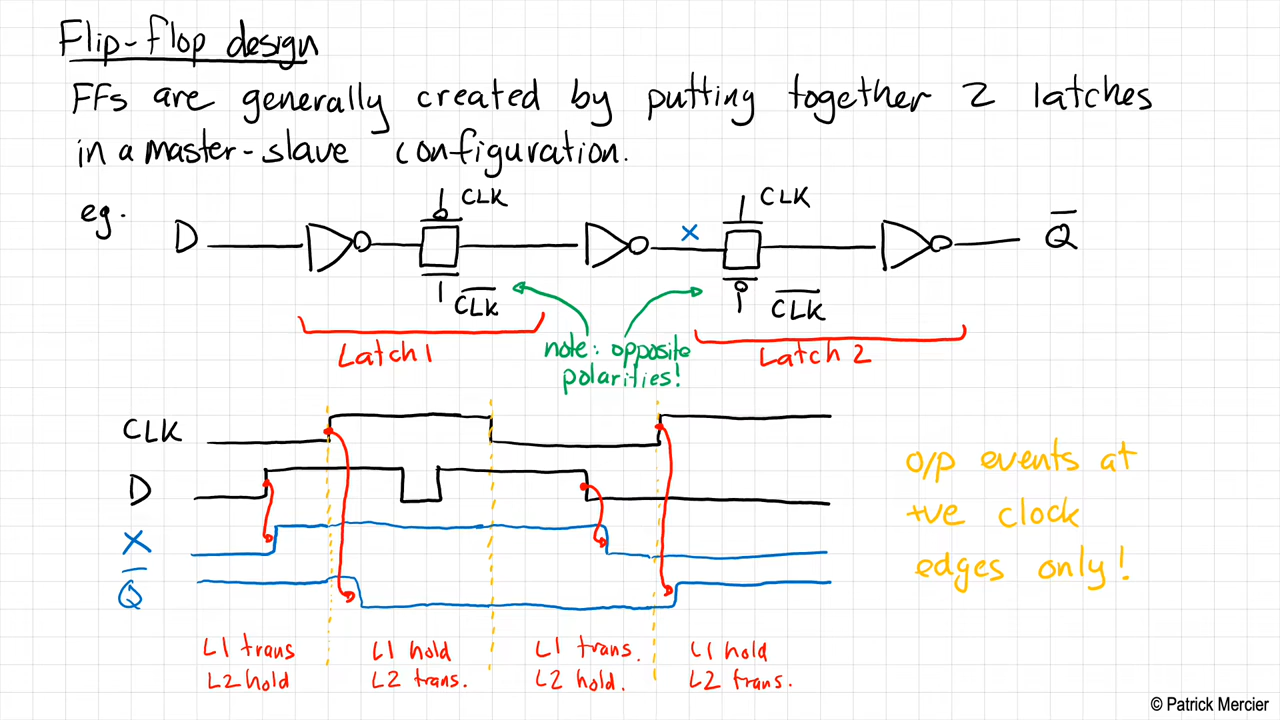 Flip-flop design
FFs are generally created by putting together 2 latches
in a master-slave configuration.
eg.
D
CLK
X
CLK
Q̅
C̅L̅K̅
C̅L̅K̅
Latch 1
note: opposite
polarities!
Latch 2
CLK
D
X
Q̅
o/p events at
+ve clock
edges only!
L1 trans
L2 hold
L1 hold
L2 trans.
L1 trans.
L2 hold.
L1 hold
L2 trans.
© Patrick Mercier